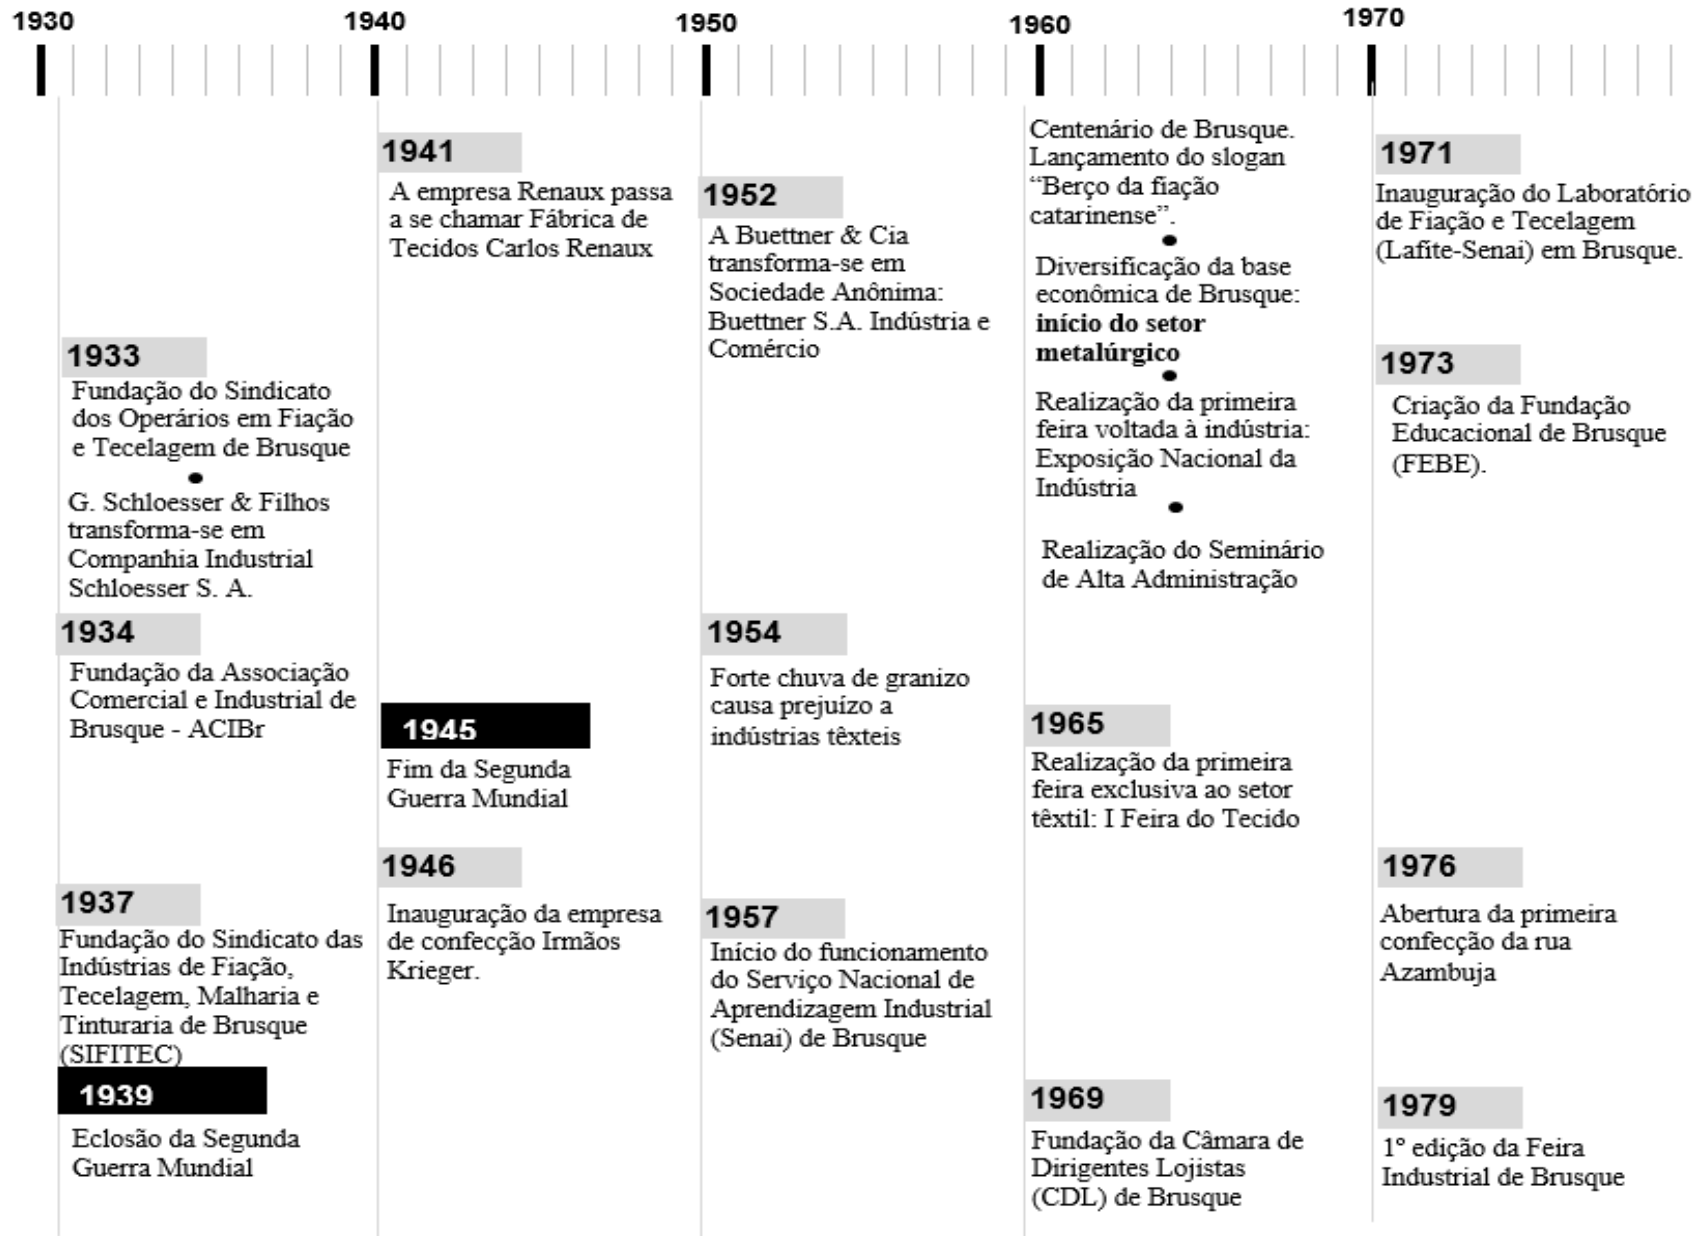 1930
1940
1950
1960
1970
1933
Fundação do Sindicato
dos Operários em Fiação
e Tecelagem de Brusque
•
G. Schloesser & Filhos
transforma-se em
Companhia Industrial
Schloesser S. A.
1934
Fundação da Associação
Comercial e Industrial de
Brusque - ACIBr
1937
Fundação do Sindicato das
Indústrias de Fiação,
Tecelagem, Malharia e
Tinturaria de Brusque
(SIFITEC)
1939
Eclosão da Segunda
Guerra Mundial
1941
A empresa Renaux passa
a se chamar Fábrica de
Tecidos Carlos Renaux
1945
Fim da Segunda
Guerra Mundial
1946
Inauguração da empresa
de confecção Irmãos
Krieger.
1952
A Buettner & Cia
transforma-se em
Sociedade Anônima:
Buettner S.A. Indústria e
Comércio
1954
Forte chuva de granizo
causa prejuízo a
indústrias têxteis
1957
Início do funcionamento
do Serviço Nacional de
Aprendizagem Industrial
(Senai) de Brusque
Centenário de Brusque.
Lançamento do slogan
“Berço da fiação
catarinense”.
•
Diversificação da base
econômica de Brusque:
início do setor
metalúrgico
•
Realização da primeira
feira voltada à indústria:
Exposição Nacional da
Indústria
•
Realização do Seminário
de Alta Administração
1965
Realização da primeira
feira exclusiva ao setor
têxtil: I Feira do Tecido
1969
Fundação da Câmara de
Dirigentes Lojistas
(CDL) de Brusque
1971
Inauguração do Laboratório
de Fiação e Tecelagem
(Lafite-Senai) em Brusque.
1973
Criação da Fundação
Educacional de Brusque
(FEBE).
1976
Abertura da primeira
confecção da rua
Azambuja
1979
1º edição da Feira
Industrial de Brusque